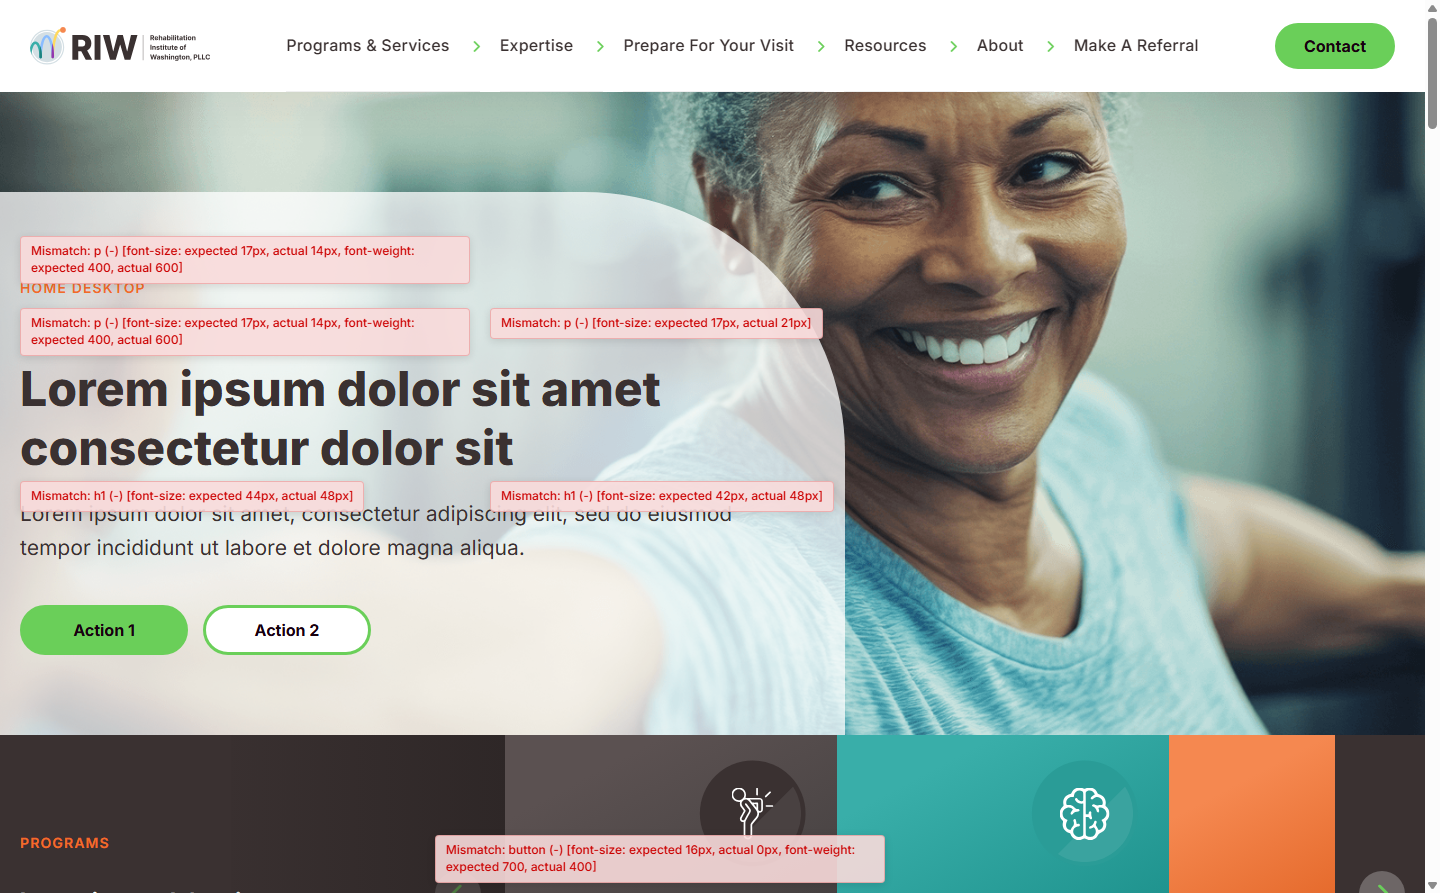 RIW
Rehabilitation
Institute of
Washington, PLLC
Programs & Services
Expertise
Prepare For Your Visit
Resources
About
Make A Referral
Contact
Mismatch: p (-) [font-size: expected 17px, actual 14px, font-weight:
expected 400, actual 600]
HOME DESKTOP
Mismatch: p (-) [font-size: expected 17px, actual 14px, font-weight:
expected 400, actual 600]
Mismatch: p (-) [font-size: expected 17px, actual 21px]
Lorem ipsum dolor sit amet
consectetur dolor sit
Mismatch: h1 (-) [font-size: expected 44px, actual 48px]
Mismatch: h1 (-) [font-size: expected 42px, actual 48px]
Lorem ipsum dolor sit amet, consectetur adipiscing elit, sed do eiusmod
tempor incididunt ut labore et dolore magna aliqua.
Action 1
Action 2
PROGRAMS
Mismatch: button (-) [font-size: expected 16px, actual 0px, font-weight:
expected 700, actual 400]